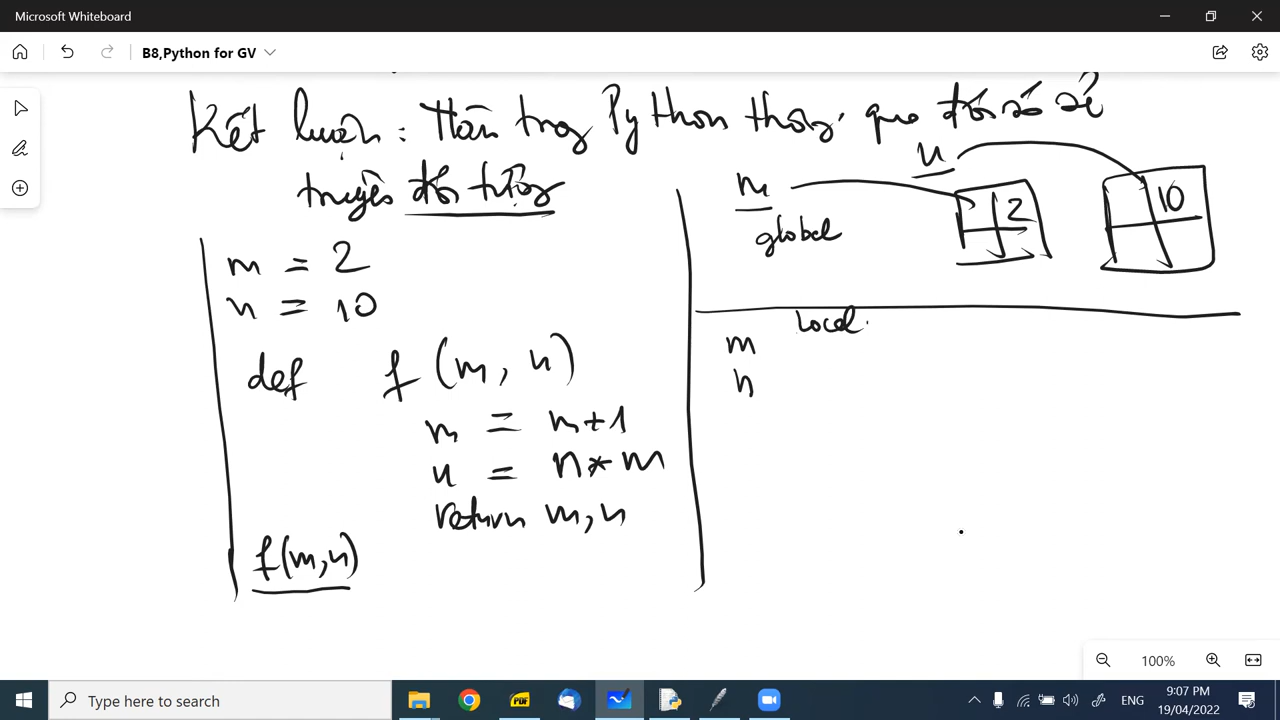 Microsoft Whiteboard
B8,Python for GV
Kết luận: Hàm trong Python thông qua đối số sẽ
truyền đối tượng
m = 2
n = 10
def f (m, n)
m = m+1
n = n * m
return m, n
f(m,n)
m
n
global
2
10
local.
m
n
100%
Type here to search
PDF
ENG
9:07 PM
19/04/2022